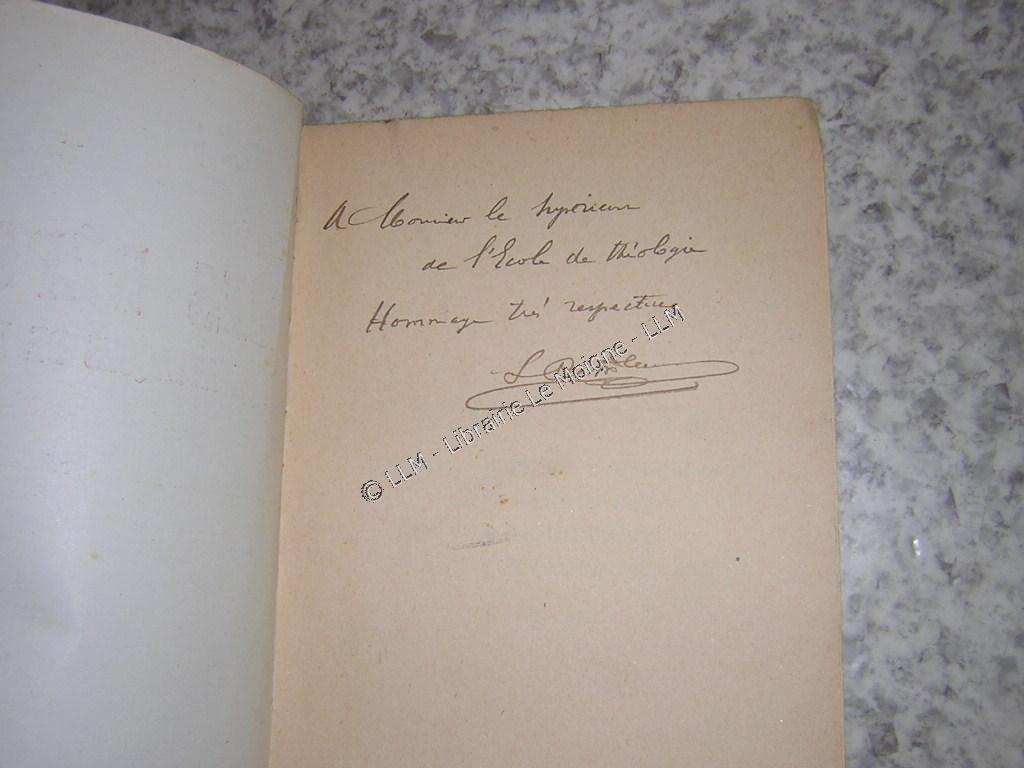 A Monsieur le Supérieur
de l'Ecole de théologie
Hommage très respectueux
© LLM - Librairie Le Moigne - LLM